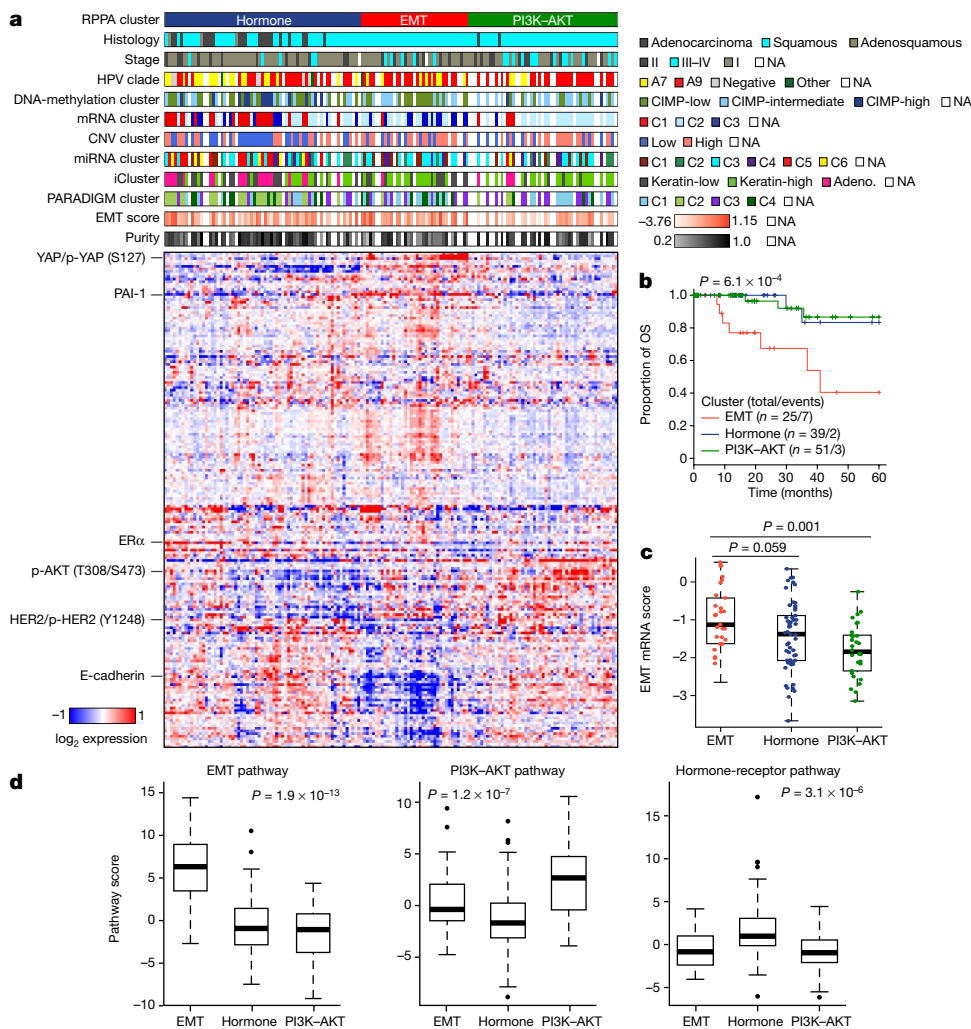 a
RPPA cluster Hormone EMT PI3K–AKT
Histology
Adenocarcinoma Squamous Adenosquamous
Stage
II III–IV I NA
HPV clade
A7 A9 Negative Other NA
DNA-methylation cluster
CIMP-low CIMP-intermediate CIMP-high NA
mRNA cluster
C1 C2 C3 NA
CNV cluster
Low High NA
miRNA cluster
C1 C2 C3 C4 C5 C6 NA
iCluster
Keratin-low Keratin-high Adeno. NA
PARADIGM cluster
C1 C2 C3 C4 NA
EMT score
−3.76 1.15 NA
Purity
0.2 1.0 NA
YAP/p-YAP (S127)
PAI-1
ERα
p-AKT (T308/S473)
HER2/p-HER2 (Y1248)
E-cadherin
−1 1
log2 expression
b
P = 6.1 × 10−4
1.0
0.8
0.6
0.4
0
Proportion of OS
Cluster (total/events)
EMT (n = 25/7)
Hormone (n = 39/2)
PI3K–AKT (n = 51/3)
0 10 20 30 40 50 60
Time (months)
c
P = 0.001
P = 0.059
0
−1
−2
−3
EMT mRNA score
EMT Hormone PI3K–AKT
d
EMT pathway
P = 1.9 × 10−13
15
10
5
0
−5
−10
Pathway score
EMT Hormone PI3K–AKT
PI3K–AKT pathway
P = 1.2 × 10−7
10
5
0
−5
EMT Hormone PI3K–AKT
Hormone-receptor pathway
P = 3.1 × 10−6
15
10
5
0
−5
EMT Hormone PI3K–AKT